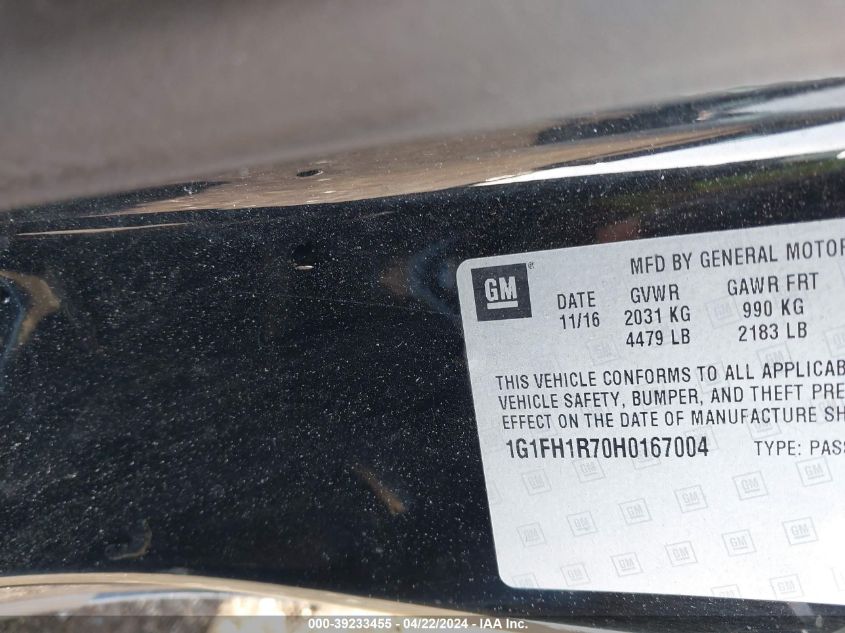 GM ®
MFD BY GENERAL MOTOR
DATE GVWR GAWR FRT
11/16 2031 KG 990 KG
4479 LB 2183 LB
THIS VEHICLE CONFORMS TO ALL APPLICAB
VEHICLE SAFETY, BUMPER, AND THEFT PRE
EFFECT ON THE DATE OF MANUFACTURE SH
1G1FH1R70H0167004 TYPE: PASS
000-39233455 - 04/22/2024 - IAA Inc.